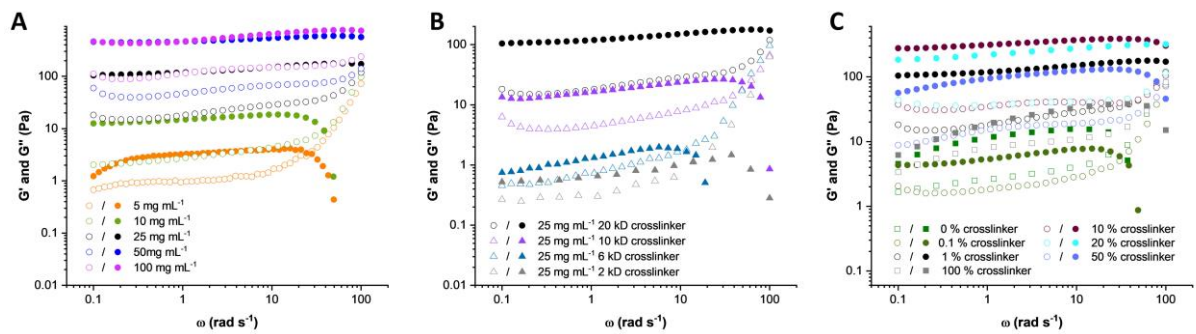 A
G' and G'' (Pa)
100
10
1
0.1
0.01
/ 5 mg mL⁻¹
/ 10 mg mL⁻¹
/ 25 mg mL⁻¹
/ 50mg mL⁻¹
/ 100 mg mL⁻¹
0.1 1 10 100
ω (rad s⁻¹)
B
G' and G'' (Pa)
100
10
1
0.1
0.01
/ 25 mg mL⁻¹ 20 kD crosslinker
/ 25 mg mL⁻¹ 10 kD crosslinker
/ 25 mg mL⁻¹ 6 kD crosslinker
/ 25 mg mL⁻¹ 2 kD crosslinker
0.1 1 10 100
ω (rad s⁻¹)
C
G' and G'' (Pa)
100
10
1
/ 0 % crosslinker
/ 0.1 % crosslinker
/ 1 % crosslinker
/ 100 % crosslinker
/ 10 % crosslinker
/ 20 % crosslinker
/ 50 % crosslinker
0.1 1 10 100
ω (rad s⁻¹)